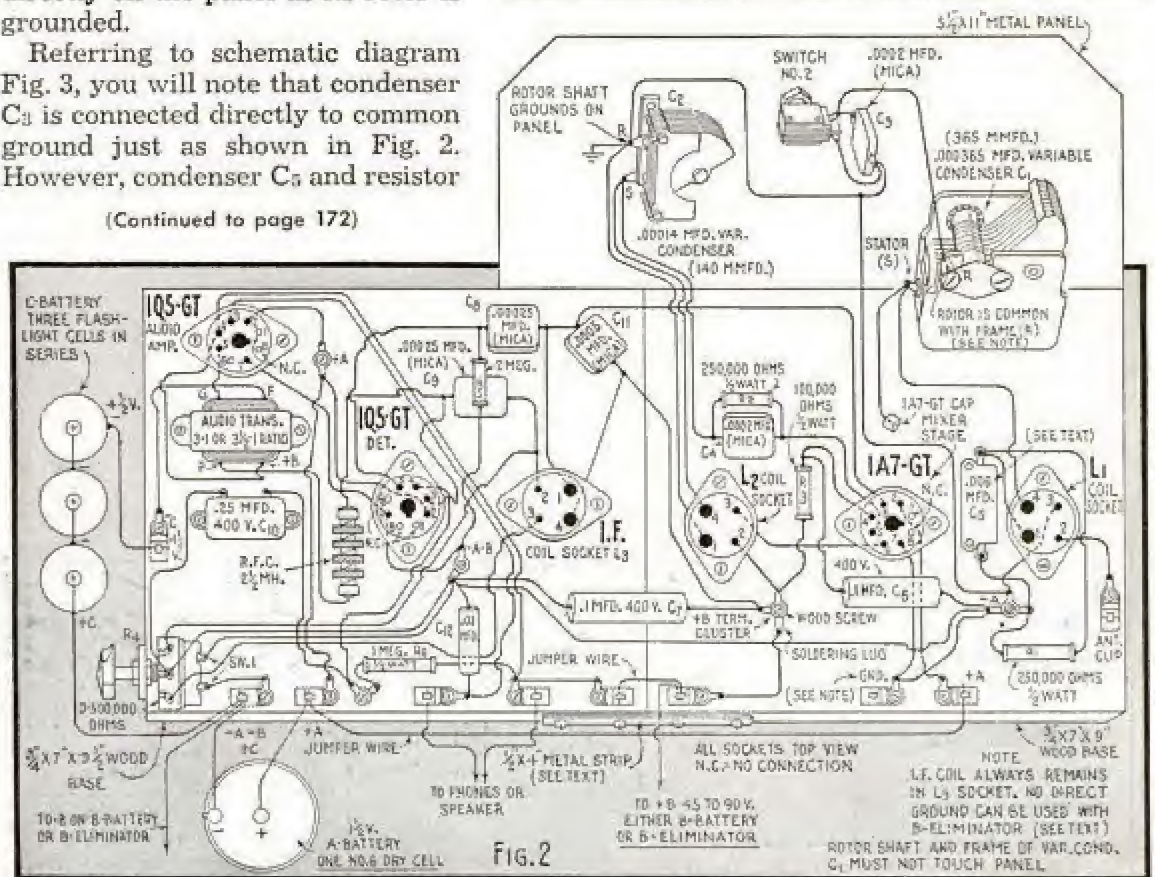 grounded.
Referring to schematic diagram
Fig. 3, you will note that condenser
C3 is connected directly to common
ground just as shown in Fig. 2.
However, condenser C5 and resistor
(Continued to page 172)
5½"X11" METAL PANEL
SWITCH
NO.2
.0002 MFD.
(MICA)
C3
ROTOR SHAFT
GROUNDS ON
PANEL
R
C2
S
.00014 MFD. VAR.
CONDENSER
(140 MMFD.)
(365 MMFD.)
.000365 MFD. VARIABLE
CONDENSER C1
STATOR
(S)
R
ROTOR IS COMMON
WITH FRAME (R)
(SEE NOTE)
C-BATTERY
THREE FLASH-
LIGHT CELLS IN
SERIES
1Q5-GT
AUDIO
AMP.
N.C.
+A
C8
.00025
MFD.
(MICA)
.00025 MFD.
(MICA)
C9
2 MEG.
C11
.006
MFD.
MICA
250,000 OHMS
½ WATT
R2
.0002 MFD.
(MICA)
C4
100,000
OHMS
½ WATT
R3
1A7-GT CAP
MIXER
STAGE
(SEE TEXT)
+
AUDIO TRANS.
3-1 OR 3½-1 RATIO
+B
1Q5-GT
DET.
.25 MFD.
400 V. C10
R.F.C.
2½ MH.
-A-B
I.F.
COIL SOCKET L3
L2 COIL
SOCKET
1A7-GT.
N.C.
.006
MFD.
C5
L1
COIL
SOCKET
400 V.
.1 MFD. C6
-A
ANT.
CLIP
+C
R4
SW.1
0-500,000
OHMS
C12
1 MEG.
½ WATT
.1 MFD. 400 V. C7
+B TERM.
CLUSTER
WOOD SCREW
SOLDERING LUG
JUMPER WIRE
GND.
(SEE NOTE)
+A
250,000 OHMS
½ WATT
¾"X7"X9½" WOOD
BASE
-A-B
+C
+A
JUMPER WIRE
½"X4" METAL STRIP
(SEE TEXT)
ALL SOCKETS TOP VIEW
N.C.=NO CONNECTION
¾"X7"X9"
WOOD BASE
TO-B ON B-BATTERY
OR B-ELIMINATOR
1½V.
A-BATTERY
ONE NO.6 DRY CELL
TO PHONES OR
SPEAKER
TO +B 45 TO 90 V.
EITHER B-BATTERY
OR B-ELIMINATOR
FIG.2
NOTE
I.F. COIL ALWAYS REMAINS
IN L3 SOCKET. NO DIRECT
GROUND CAN BE USED WITH
B-ELIMINATOR (SEE TEXT)
ROTOR SHAFT AND FRAME OF VAR. COND.
C1 MUST NOT TOUCH PANEL